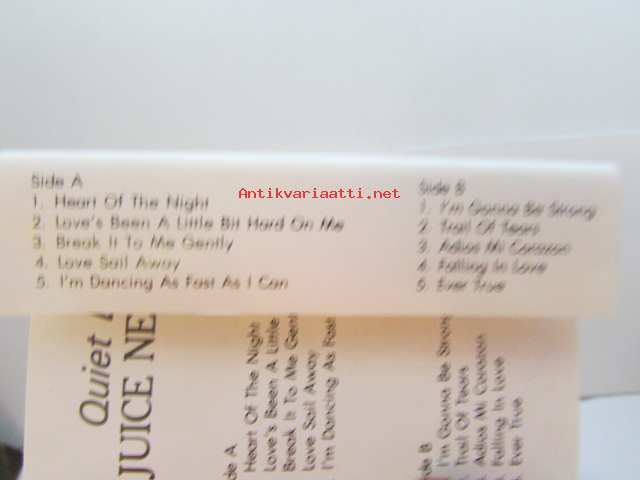 Side A
1. Heart Of The Night
2. Love's Been A Little Bit Hard On Me
3. Break It To Me Gently
4. Love Sail Away
5. I'm Dancing As Fast As I Can
Antikvariaatti.net
Side B
1. I'm Gonna Be Strong
2. Trail Of Tears
3. Adios Mi Corazon
4. Falling In Love
5. Ever True
Quiet
JUICE NE
de A
Heart Of The Night
Love's Been A Little
Break It To Me Gentl
Love Sail Away
I'm Dancing As Fast
de B
I'm Gonna Be Stron
Trail Of Tears
Adios Mi Corazon
Falling In Love
Ever True